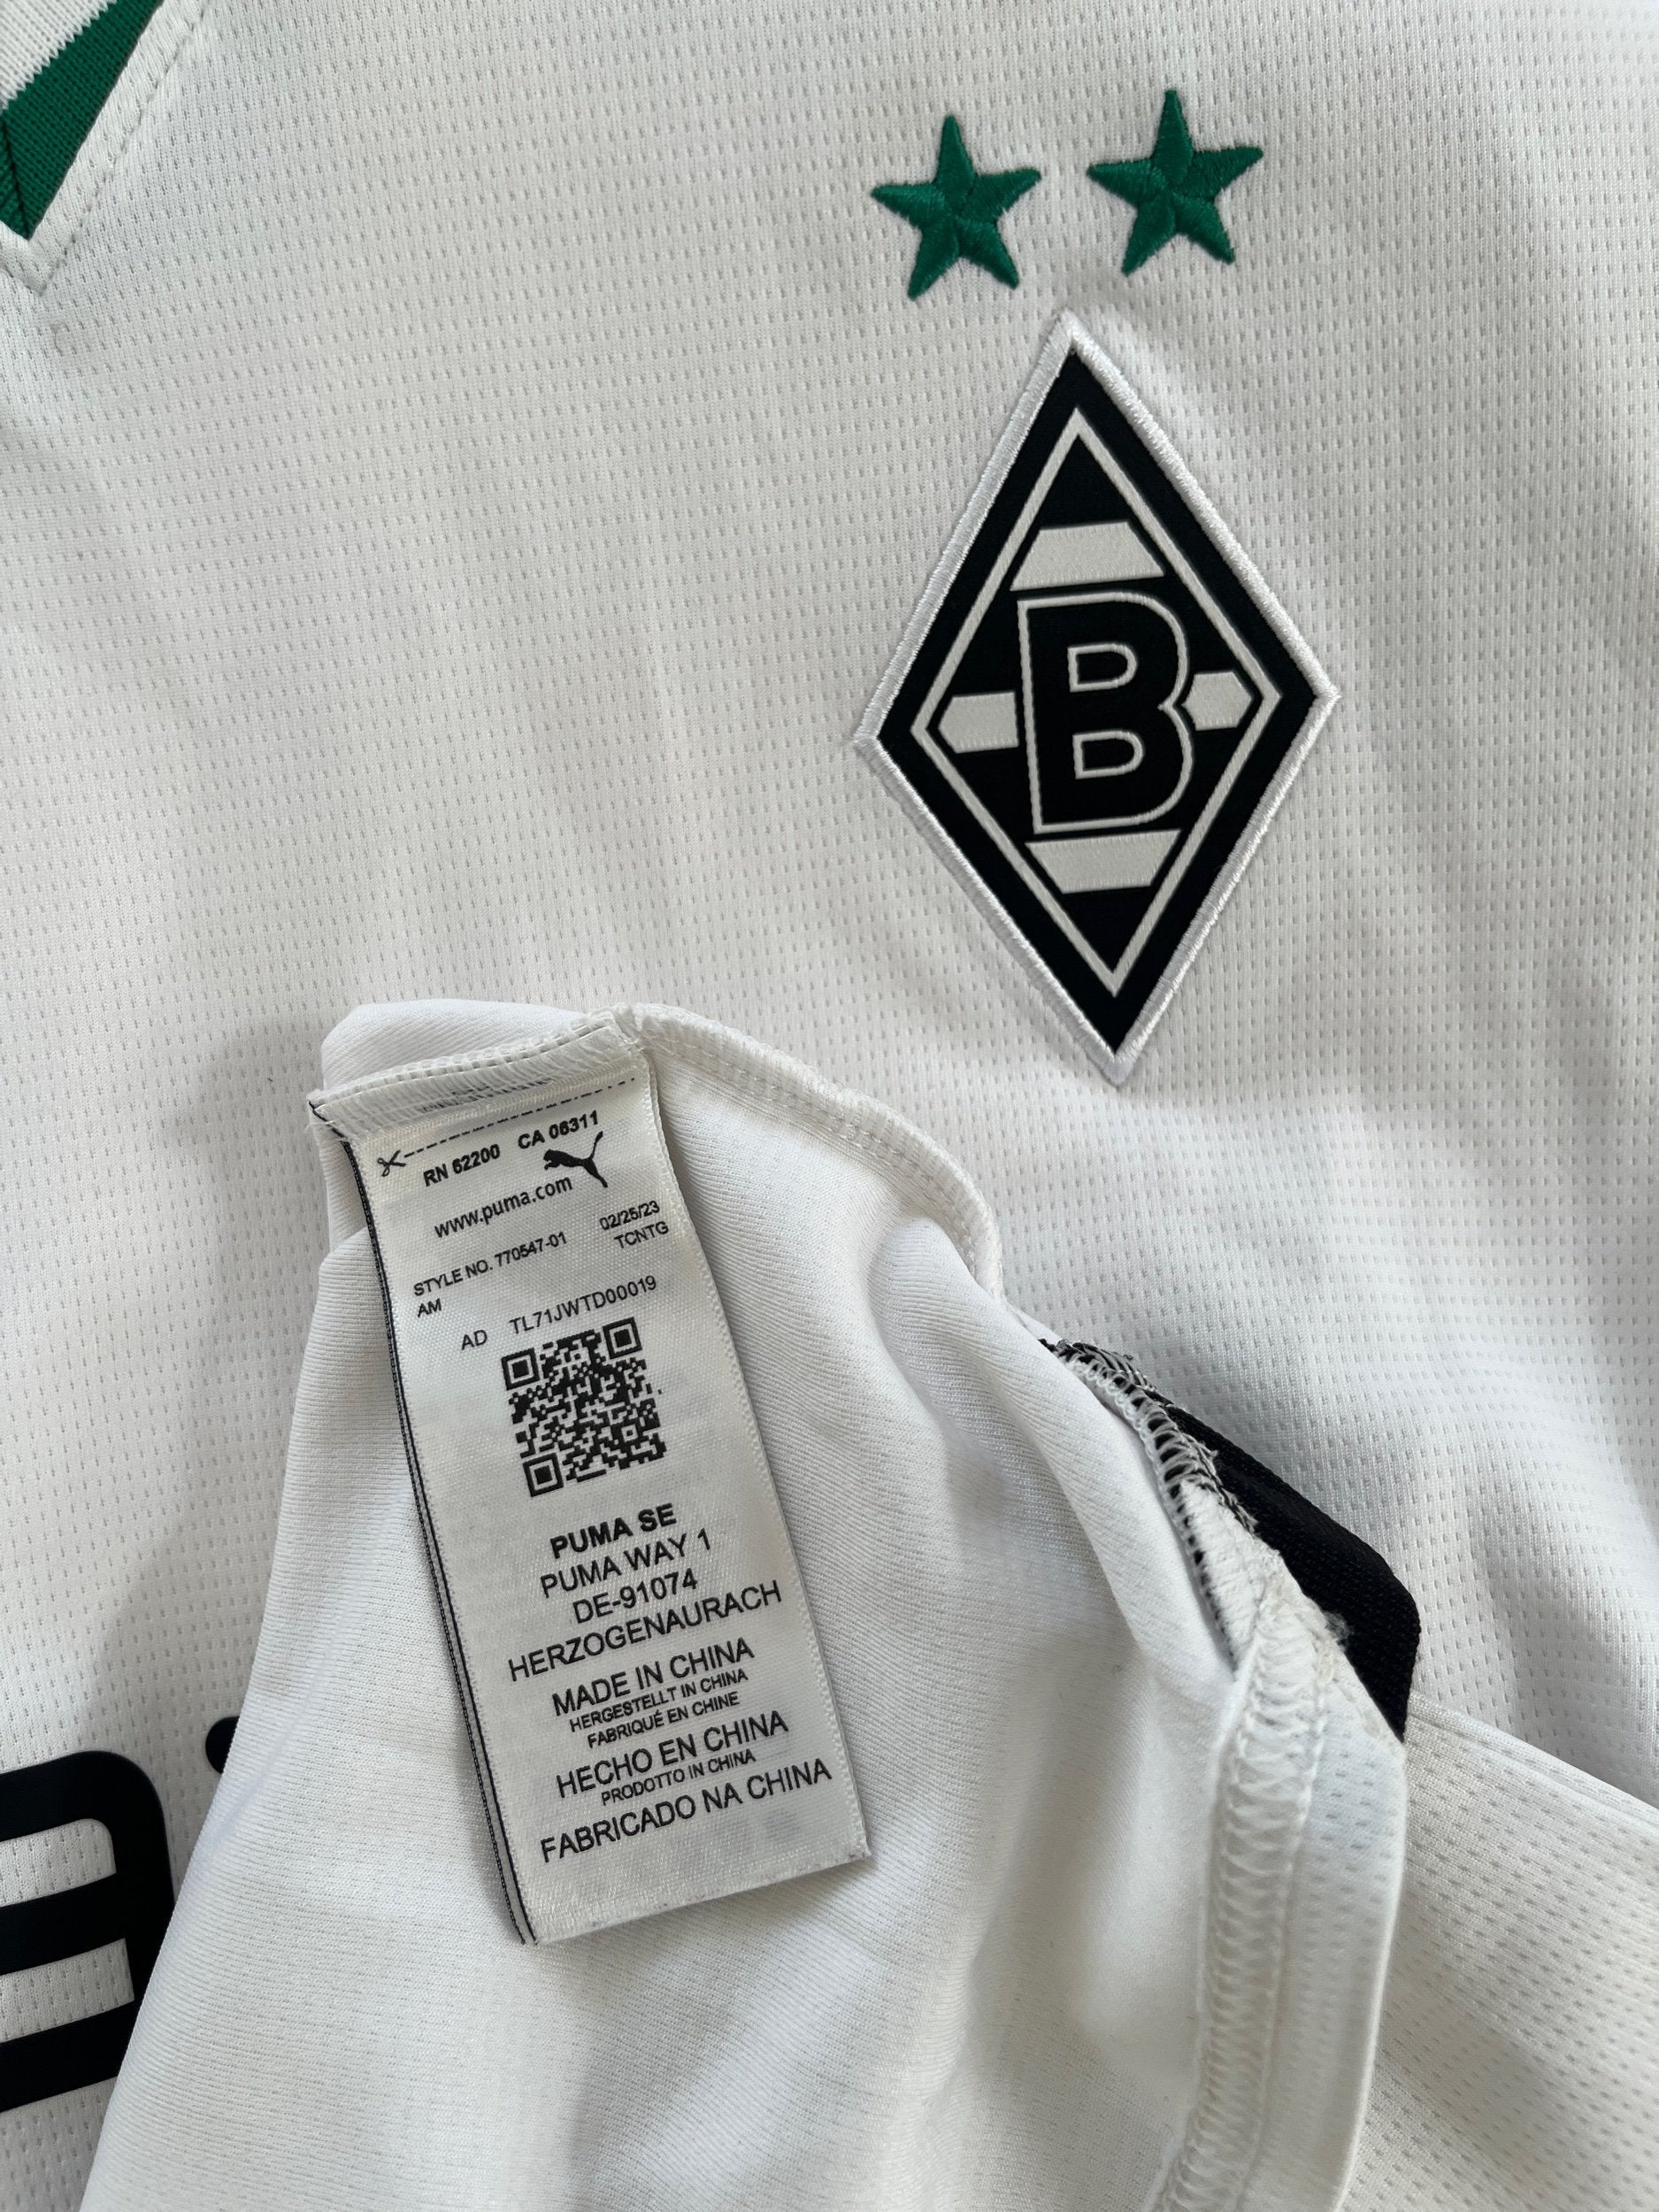 B
RN 62200 CA 06311
www.puma.com
STYLE NO. 770547-01 02/25/23
AM TCNTG
AD TL71JWTD00019
PUMA SE
PUMA WAY 1
DE-91074
HERZOGENAURACH
MADE IN CHINA
HERGESTELLT IN CHINA
FABRIQUÉ EN CHINE
HECHO EN CHINA
PRODOTTO IN CHINA
FABRICADO NA CHINA